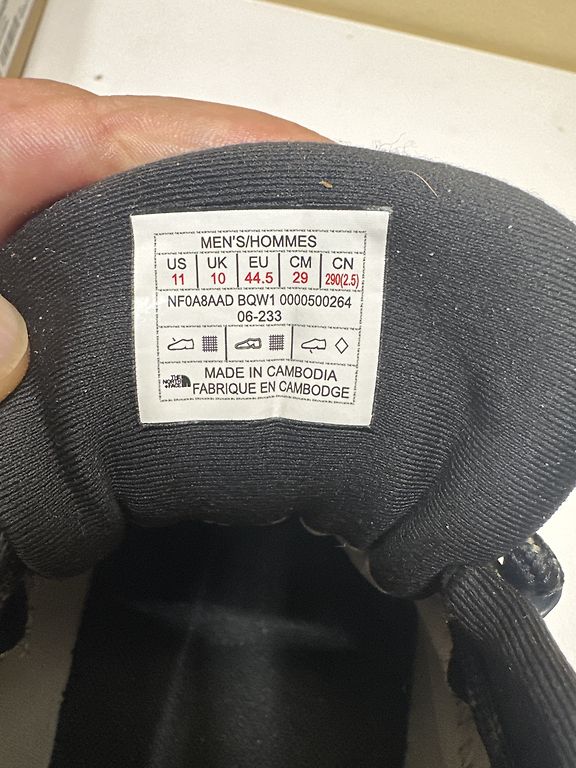 MEN'S/HOMMES
US UK EU CM CN
11 10 44.5 29 290(2.5)
NF0A8AAD BQW1 0000500264
06-233
THE NORTH FACE
MADE IN CAMBODIA
FABRIQUE EN CAMBODGE